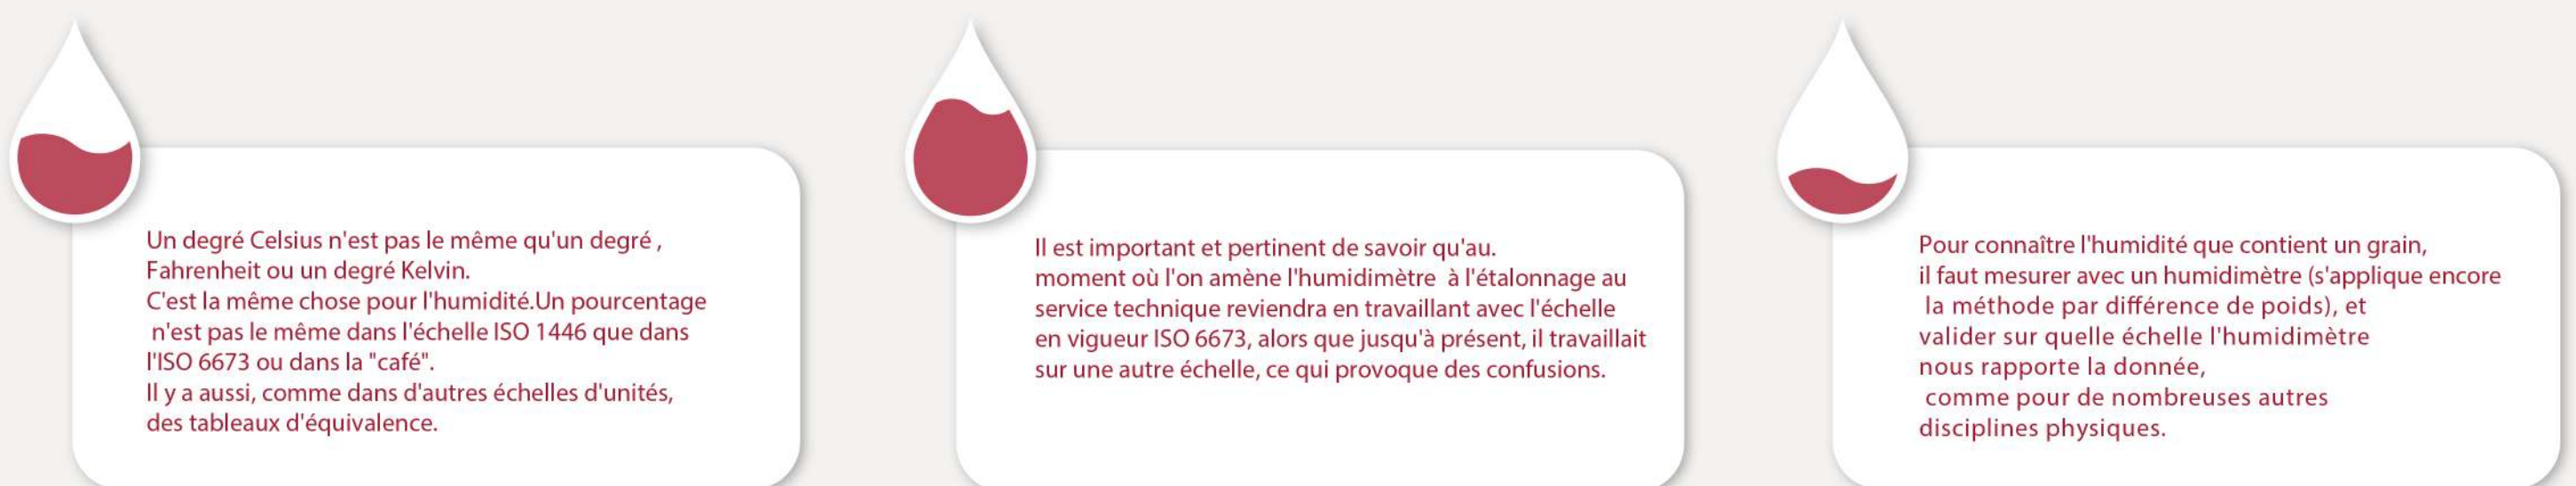 Un degré Celsius n'est pas le même qu'un degré ,
Fahrenheit ou un degré Kelvin.
C'est la même chose pour l'humidité.Un pourcentage
n'est pas le même dans l'échelle ISO 1446 que dans
l'ISO 6673 ou dans la "café".
Il y a aussi, comme dans d'autres échelles d'unités,
des tableaux d'équivalence.
Il est important et pertinent de savoir qu'au.
moment où l'on amène l'humidimètre à l'étalonnage au
service technique reviendra en travaillant avec l'échelle
en vigueur ISO 6673, alors que jusqu'à présent, il travaillait
sur une autre échelle, ce qui provoque des confusions.
Pour connaître l'humidité que contient un grain,
il faut mesurer avec un humidimètre (s'applique encore
la méthode par différence de poids), et
valider sur quelle échelle l'humidimètre
nous rapporte la donnée,
comme pour de nombreuses autres
disciplines physiques.